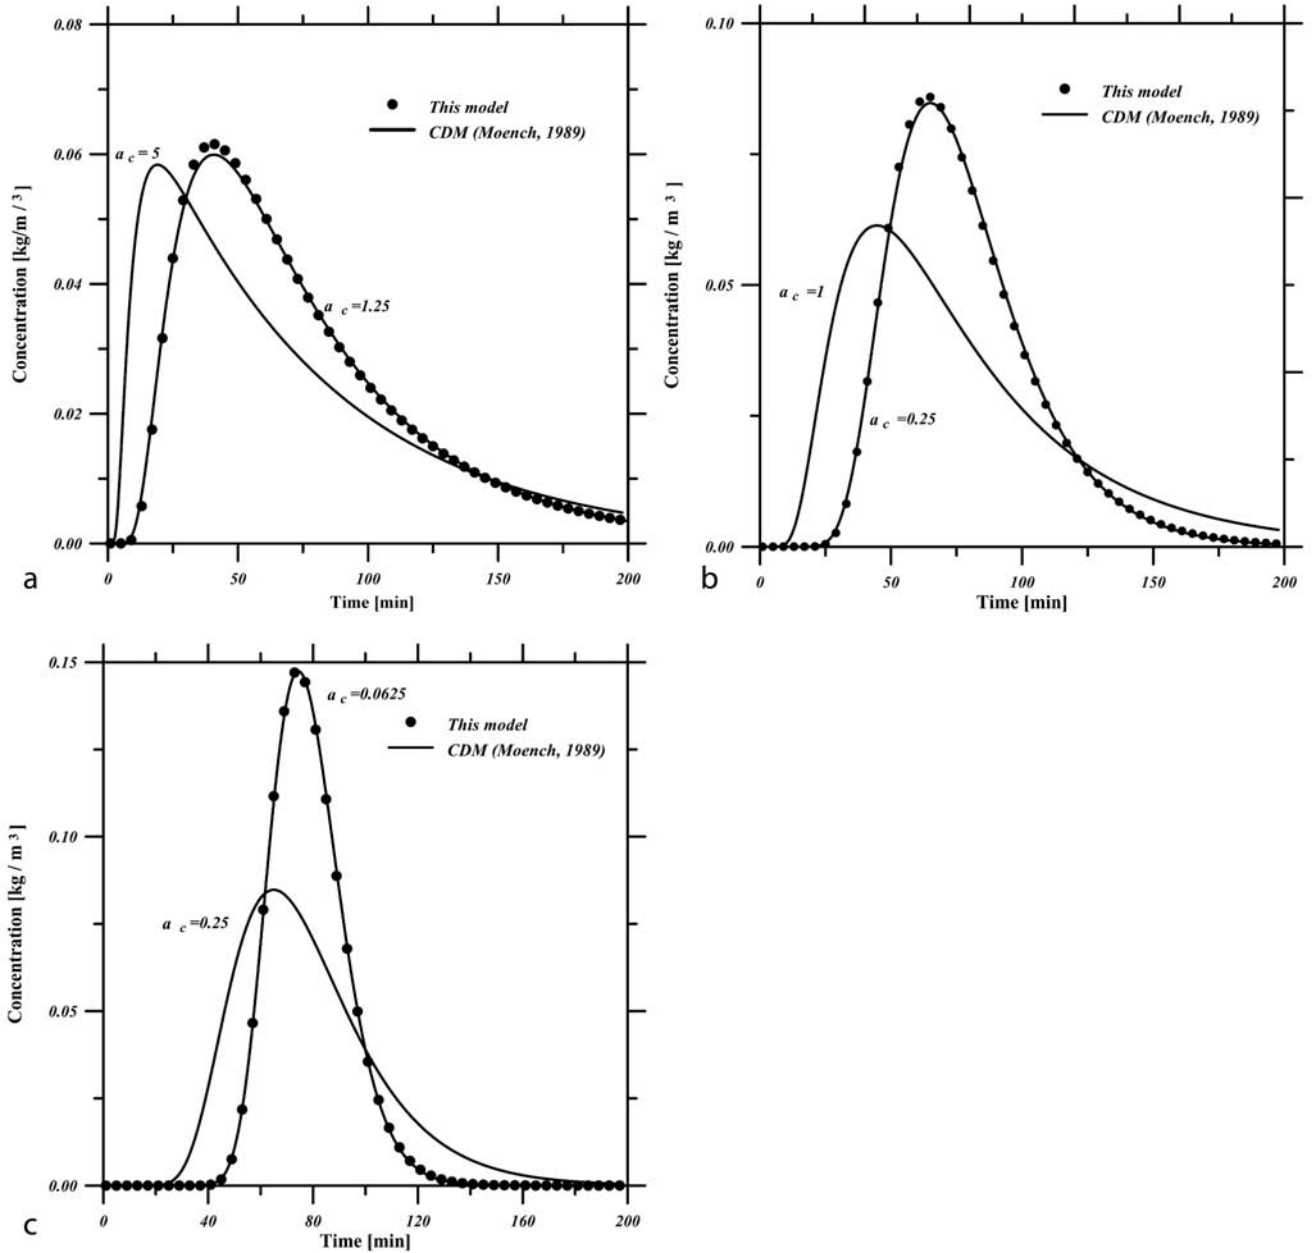 0.08
0.06
0.04
0.02
0.00
Concentration [kg/m / 3 ]
This model
CDM (Moench, 1989)
a c = 5
a c =1.25
0 50 100 150 200
Time [min]
a
0.10
0.05
0.00
Concentration [kg / m 3 ]
This model
CDM (Moench, 1989)
a c =1
a c =0.25
0 50 100 150 200
Time [min]
b
0.15
0.10
0.05
0.00
Concentration [kg / m 3 ]
a c =0.0625
This model
CDM (Moench, 1989)
a c =0.25
0 40 80 120 160 200
Time [min]
c